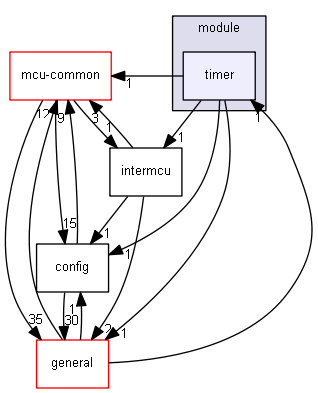 module
mcu-common
timer
1
12
9
3
1
1
intermcu
15
1
1
config
1
35
30
2
1
general